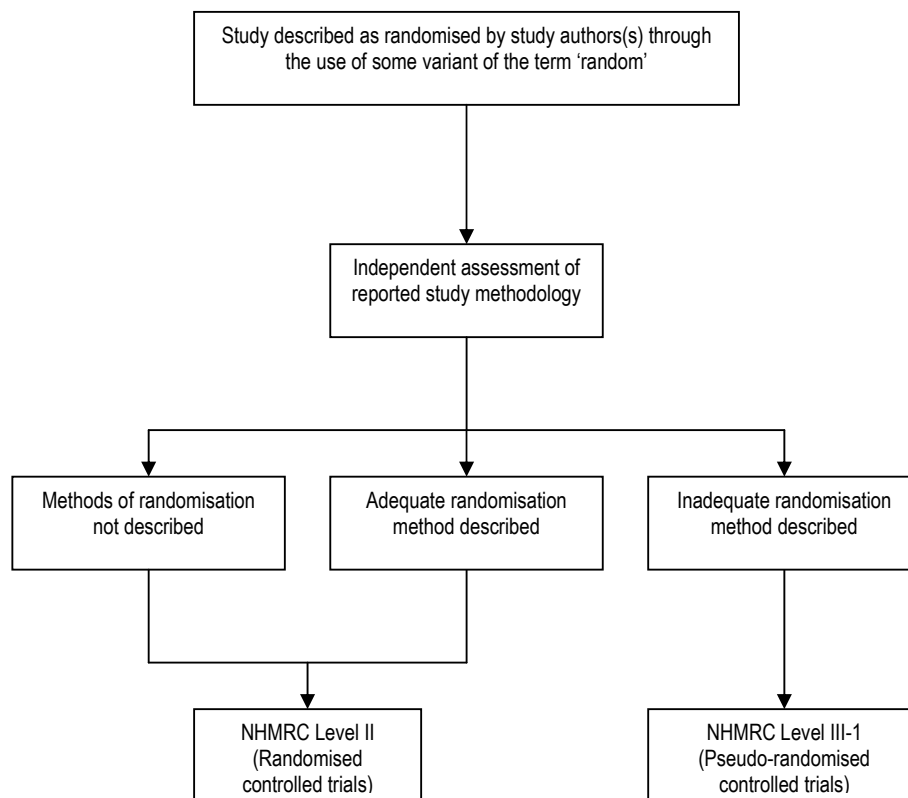 Study described as randomised by study authors(s) through
the use of some variant of the term ‘random’
Independent assessment of
reported study methodology
Methods of randomisation
not described
Adequate randomisation
method described
Inadequate randomisation
method described
NHMRC Level II
(Randomised
controlled trials)
NHMRC Level III-1
(Pseudo-randomised
controlled trials)